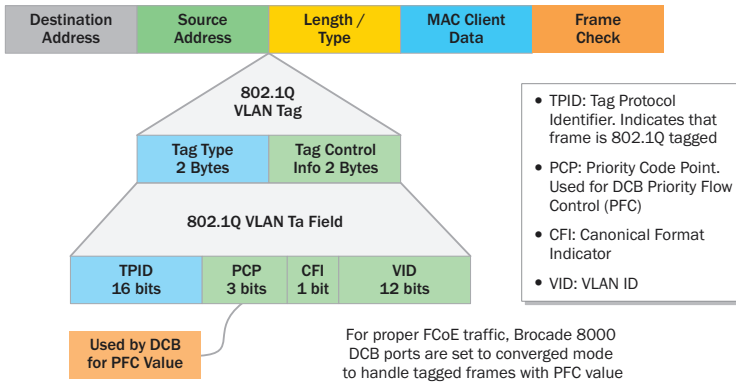 Destination
Address
Source
Address
Length /
Type
MAC Client
Data
Frame
Check
802.1Q
VLAN Tag
Tag Type
2 Bytes
Tag Control
Info 2 Bytes
802.1Q VLAN Ta Field
TPID
16 bits
PCP
3 bits
CFI
1 bit
VID
12 bits
Used by DCB
for PFC Value
• TPID: Tag Protocol
Identifier. Indicates that
frame is 802.1Q tagged
• PCP: Priority Code Point.
Used for DCB Priority Flow
Control (PFC)
• CFI: Canonical Format
Indicator
• VID: VLAN ID
For proper FCoE traffic, Brocade 8000
DCB ports are set to converged mode
to handle tagged frames with PFC value